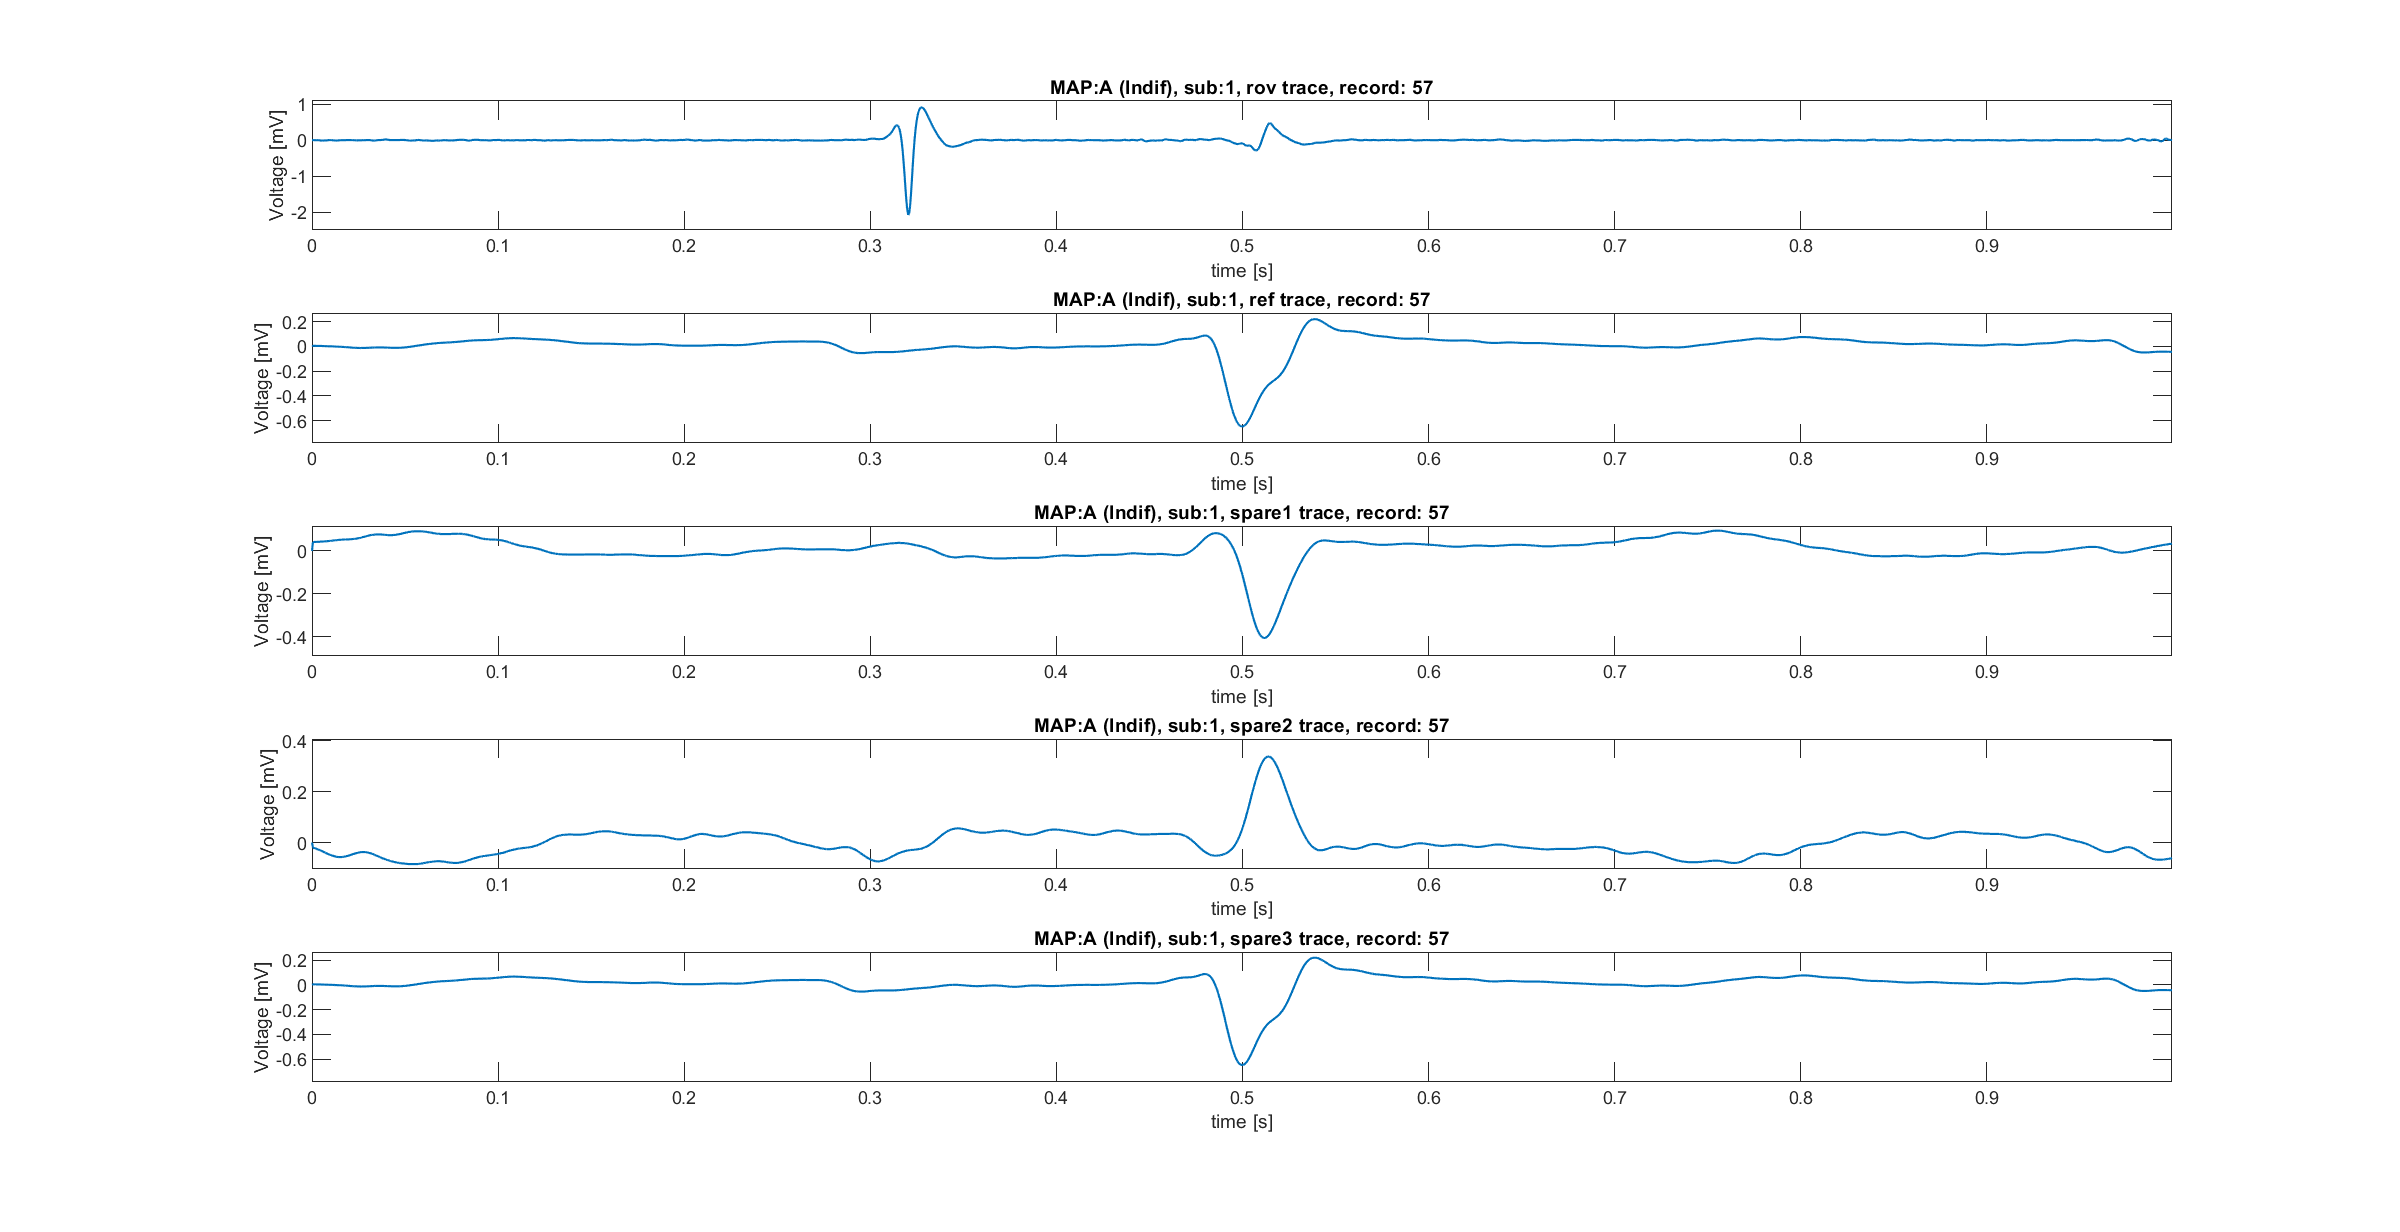 MAP:A (Indif), sub:1, rov trace, record: 57
Voltage [mV]
1
0
-1
-2
0 0.1 0.2 0.3 0.4 0.5 0.6 0.7 0.8 0.9
time [s]
MAP:A (Indif), sub:1, ref trace, record: 57
Voltage [mV]
0.2
0
-0.2
-0.4
-0.6
0 0.1 0.2 0.3 0.4 0.5 0.6 0.7 0.8 0.9
time [s]
MAP:A (Indif), sub:1, spare1 trace, record: 57
Voltage [mV]
0
-0.2
-0.4
0 0.1 0.2 0.3 0.4 0.5 0.6 0.7 0.8 0.9
time [s]
MAP:A (Indif), sub:1, spare2 trace, record: 57
Voltage [mV]
0.4
0.2
0
0 0.1 0.2 0.3 0.4 0.5 0.6 0.7 0.8 0.9
time [s]
MAP:A (Indif), sub:1, spare3 trace, record: 57
Voltage [mV]
0.2
0
-0.2
-0.4
-0.6
0 0.1 0.2 0.3 0.4 0.5 0.6 0.7 0.8 0.9
time [s]